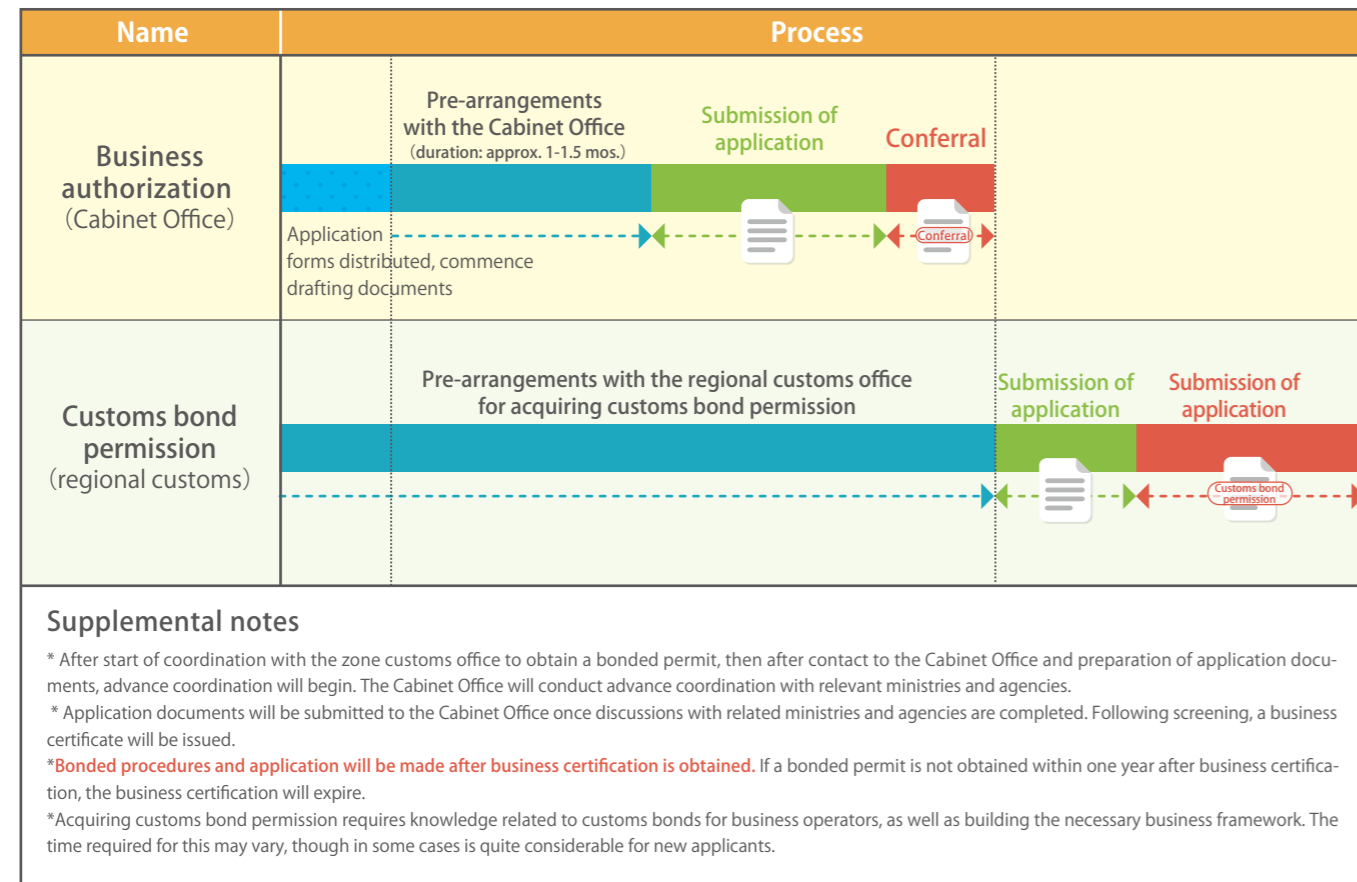 Name
Process
Business
authorization
（Cabinet Office）
Pre-arrangements
with the Cabinet Office
（duration: approx. 1-1.5 mos.）
Submission of
application
Conferral
Conferral
Application
forms distributed, commence
drafting documents
Customs bond
permission
（regional customs）
Pre-arrangements with the regional customs office
for acquiring customs bond permission
Submission of
application
Submission of
application
Customs bond
permission
Supplemental notes
* After start of coordination with the zone customs office to obtain a bonded permit, then after contact to the Cabinet Office and preparation of application docu-
ments, advance coordination will begin. The Cabinet Office will conduct advance coordination with relevant ministries and agencies.
* Application documents will be submitted to the Cabinet Office once discussions with related ministries and agencies are completed. Following screening, a business
certificate will be issued.
*Bonded procedures and application will be made after business certification is obtained. If a bonded permit is not obtained within one year after business certifica-
tion, the business certification will expire.
*Acquiring customs bond permission requires knowledge related to customs bonds for business operators, as well as building the necessary business framework. The
time required for this may vary, though in some cases is quite considerable for new applicants.